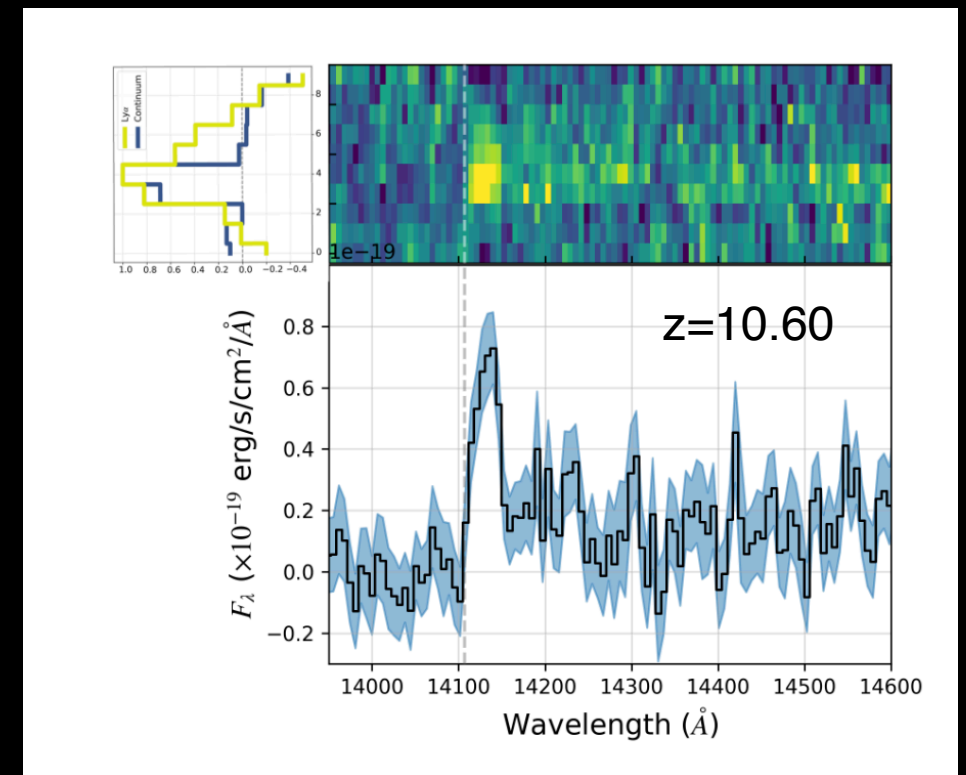 Lyα
Continuum
8
6
4
2
0
1.0 0.8 0.6 0.4 0.2 0.0 −0.2 −0.4
1e−19
z=10.60
0.8
0.6
0.4
0.2
0.0
−0.2
Fλ (×10⁻¹⁹ erg/s/cm²/Å)
14000 14100 14200 14300 14400 14500 14600
Wavelength (Å)